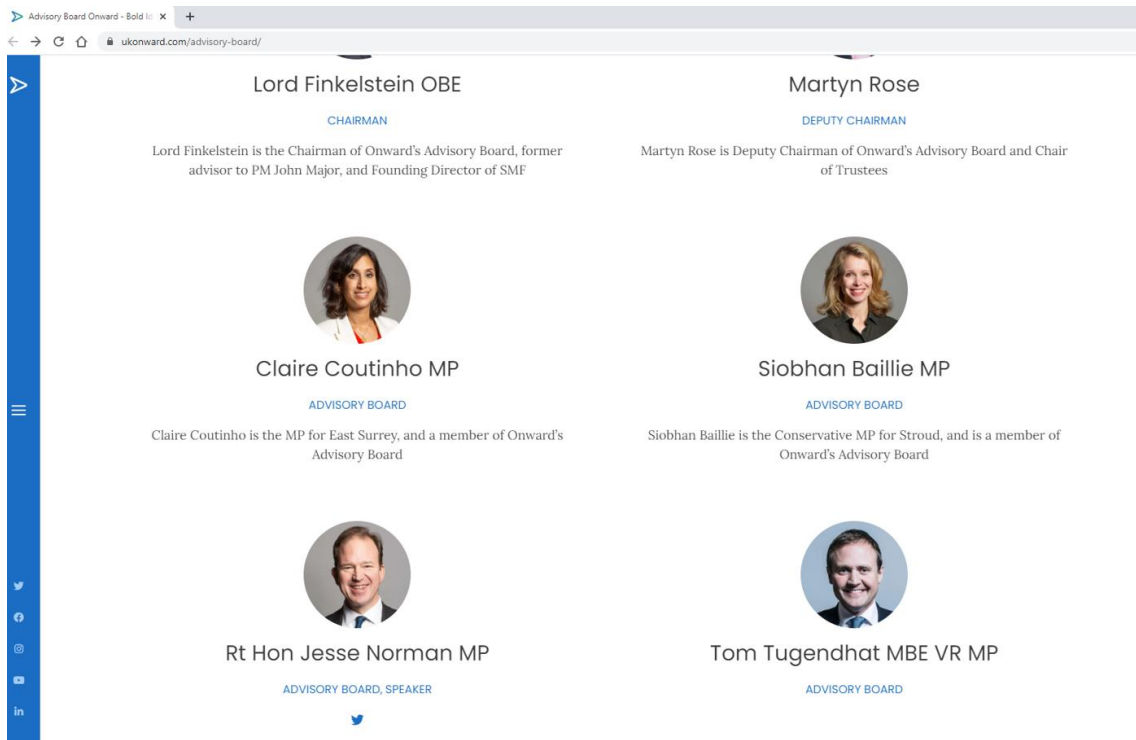 Advisory Board Onward - Bold Id
ukonward.com/advisory-board/
Lord Finkelstein OBE
CHAIRMAN
Lord Finkelstein is the Chairman of Onward's Advisory Board, former
advisor to PM John Major, and Founding Director of SMF
Martyn Rose
DEPUTY CHAIRMAN
Martyn Rose is Deputy Chairman of Onward's Advisory Board and Chair
of Trustees
Claire Coutinho MP
ADVISORY BOARD
Claire Coutinho is the MP for East Surrey, and a member of Onward's
Advisory Board
Siobhan Baillie MP
ADVISORY BOARD
Siobhan Baillie is the Conservative MP for Stroud, and is a member of
Onward's Advisory Board
Rt Hon Jesse Norman MP
ADVISORY BOARD, SPEAKER
Tom Tugendhat MBE VR MP
ADVISORY BOARD